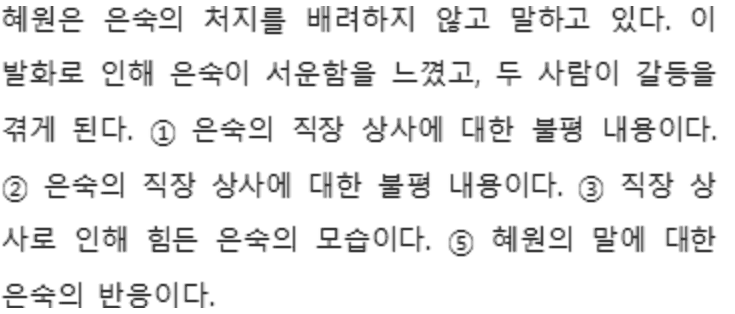 혜원은 은숙의 처지를 배려하지 않고 말하고 있다. 이
발화로 인해 은숙이 서운함을 느꼈고, 두 사람이 갈등을
겪게 된다. ① 은숙의 직장 상사에 대한 불평 내용이다.
② 은숙의 직장 상사에 대한 불평 내용이다. ③ 직장 상
사로 인해 힘든 은숙의 모습이다. ⑤ 혜원의 말에 대한
은숙의 반응이다.